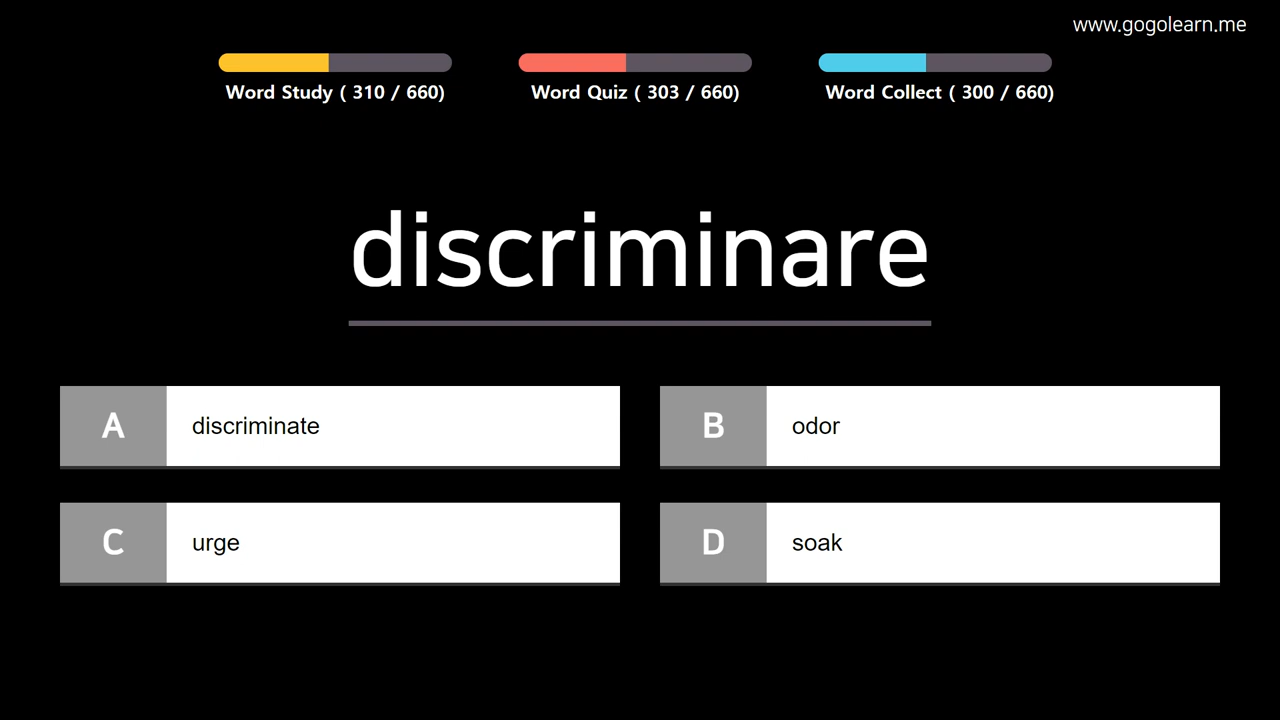 www.gogolearn.me
Word Study ( 310 / 660)
Word Quiz ( 303 / 660)
Word Collect ( 300 / 660)
discriminare
A discriminate
B odor
C urge
D soak